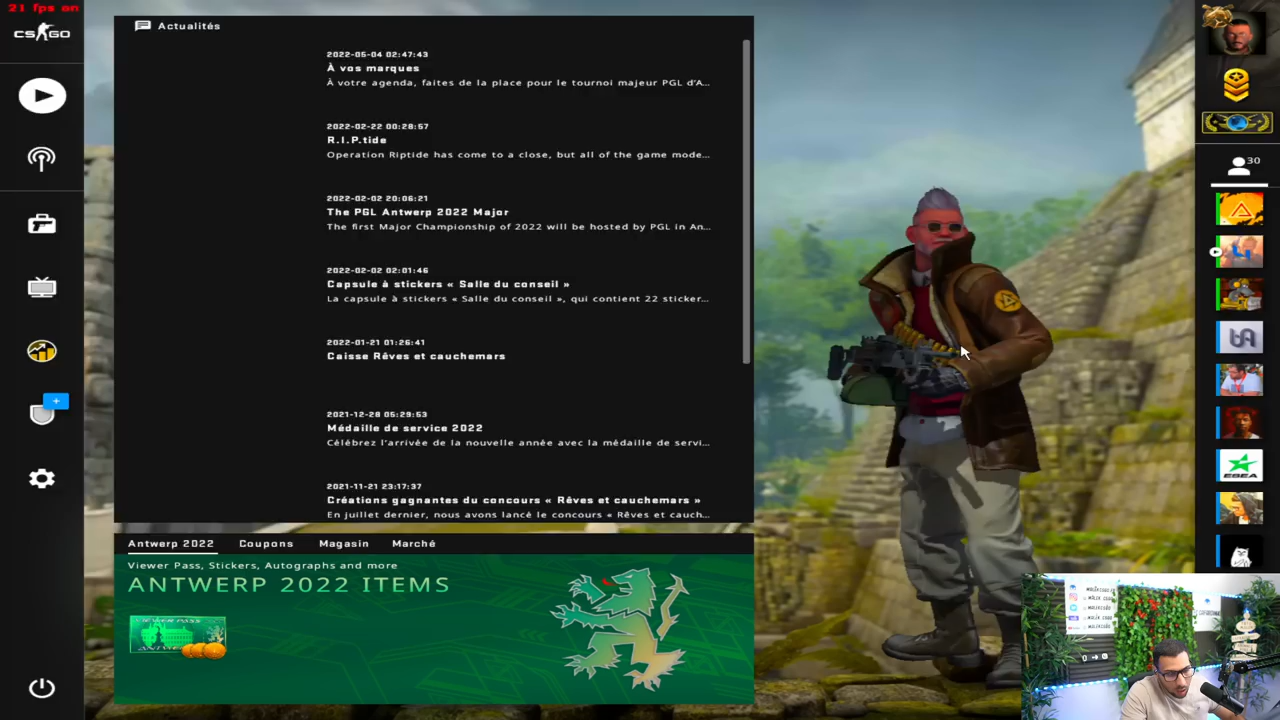 21 fps on
CS:GO
Actualités
2022-05-04 02:47:43
À vos marques
À votre agenda, faites de la place pour le tournoi majeur PGL d'A...
2022-02-22 00:28:57
R.I.P.tide
Operation Riptide has come to a close, but all of the game mode...
2022-02-02 20:06:21
The PGL Antwerp 2022 Major
The first Major Championship of 2022 will be hosted by PGL in An...
2022-02-02 02:01:46
Capsule à stickers « Salle du conseil »
La capsule à stickers « Salle du conseil », qui contient 22 sticker...
2022-01-21 01:26:41
Caisse Rêves et cauchemars
2021-12-28 05:29:53
Médaille de service 2022
Célébrez l'arrivée de la nouvelle année avec la médaille de servi...
2021-11-21 23:17:37
Créations gagnantes du concours « Rêves et cauchemars »
En juillet dernier, nous avons lancé le concours « Rêves et cauch...
Antwerp 2022
Coupons
Magasin
Marché
Viewer Pass, Stickers, Autographs and more
ANTWERP 2022 ITEMS
30
ESEA